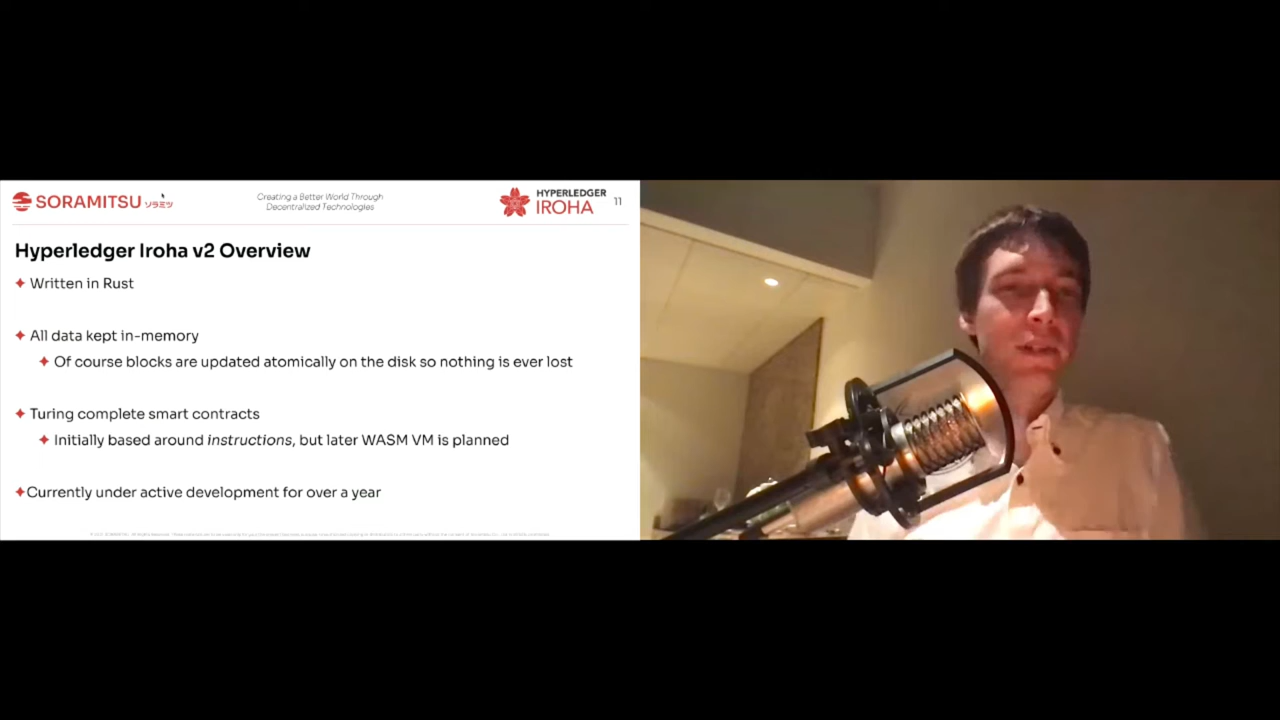 SORAMITSU ソラミツ
Creating a Better World Through
Decentralized Technologies
HYPERLEDGER
IROHA
11
Hyperledger Iroha v2 Overview
Written in Rust
All data kept in-memory
Of course blocks are updated atomically on the disk so nothing is ever lost
Turing complete smart contracts
Initially based around instructions, but later WASM VM is planned
Currently under active development for over a year